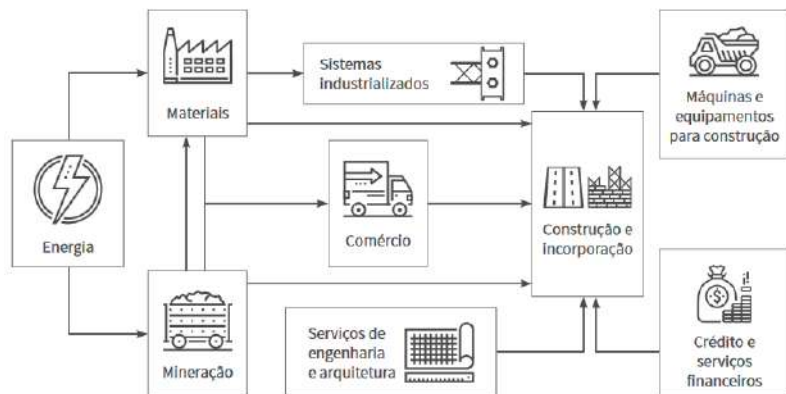 Materiais
Sistemas
industrializados
Máquinas e
equipamentos
para construção
Energia
Comércio
Construção e
incorporação
Mineração
Serviços de
engenharia
e arquitetura
Crédito e
serviços
financeiros